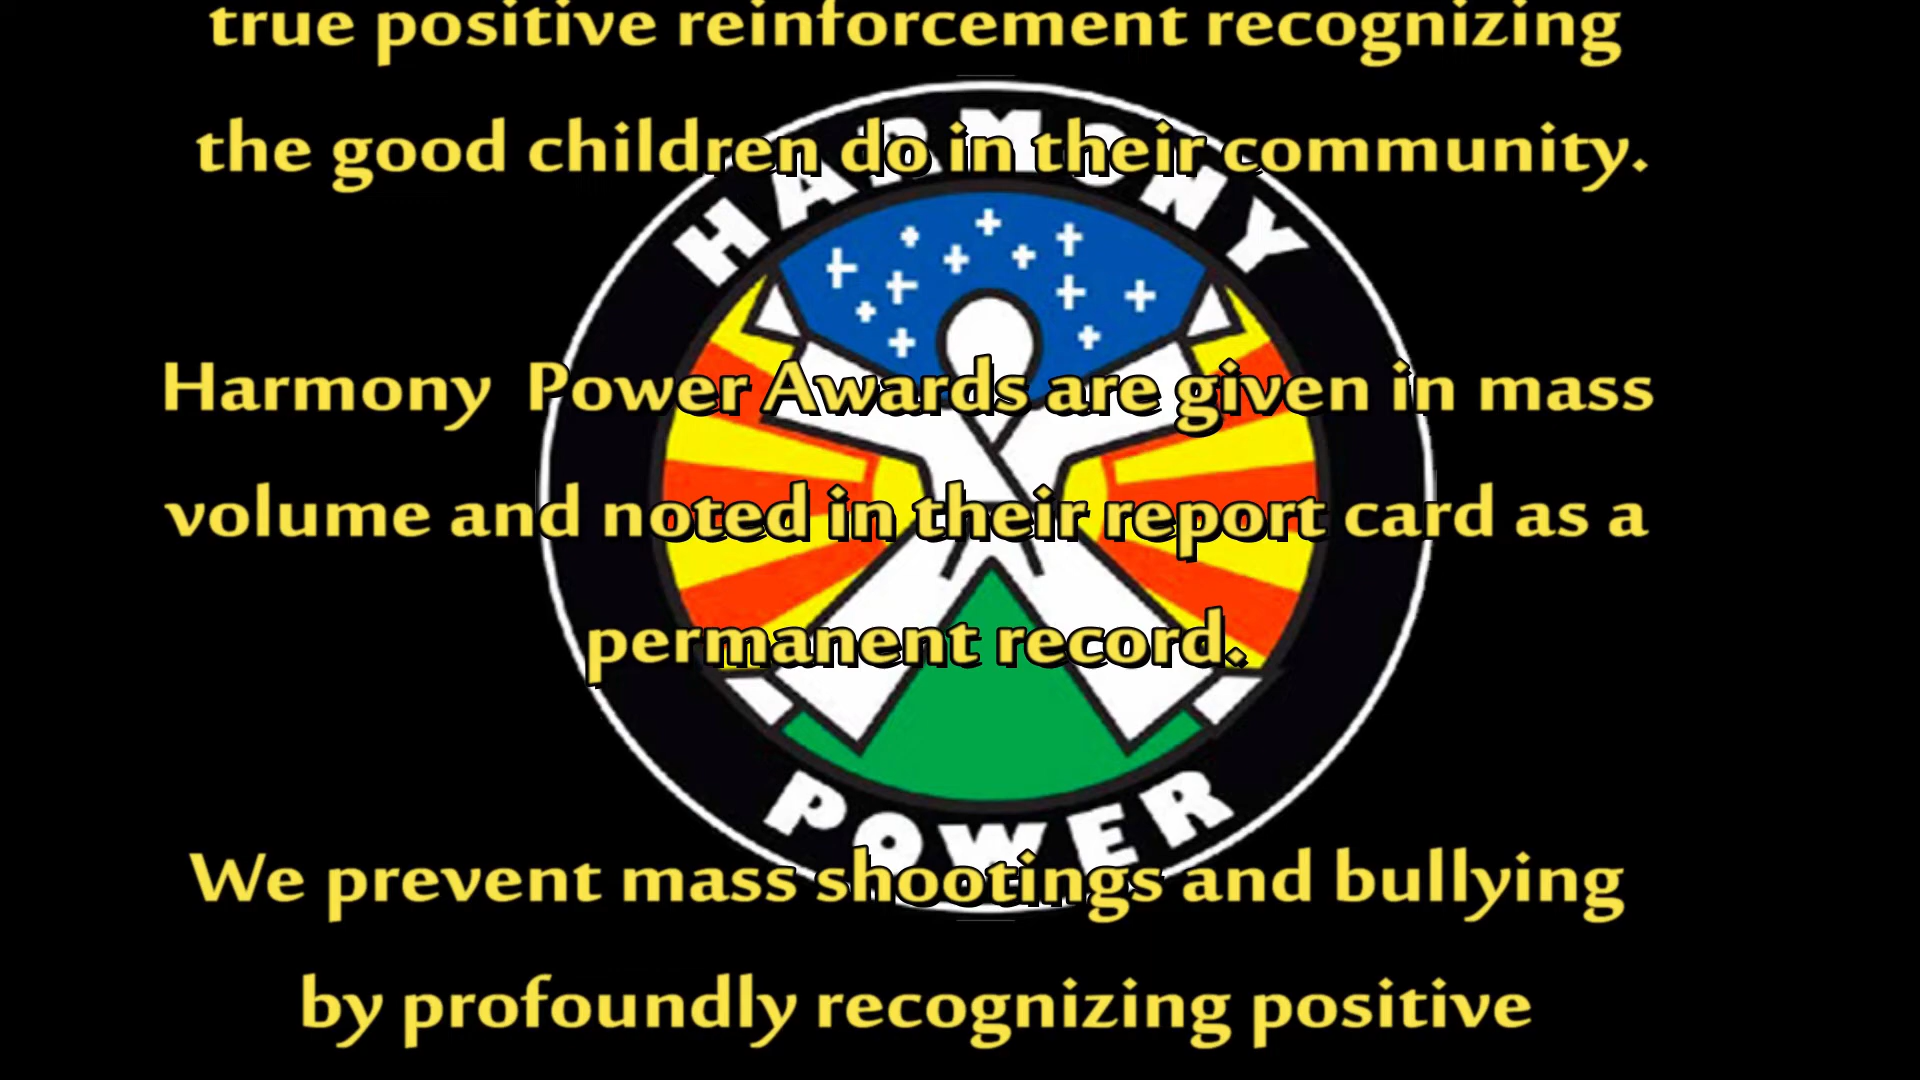 true positive reinforcement recognizing
HARMONY
the good children do in their community.
Harmony Power Awards are given in mass
volume and noted in their report card as a
permanent record.
POWER
We prevent mass shootings and bullying
by profoundly recognizing positive